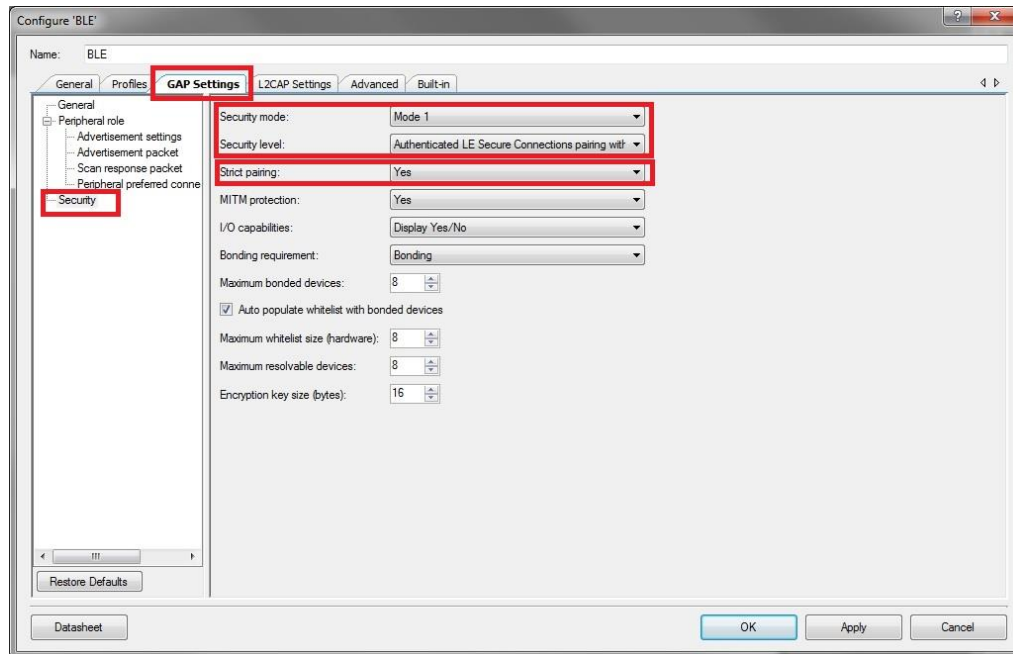 Configure 'BLE'
Name: BLE
General Profiles GAP Settings L2CAP Settings Advanced Built-in
General
Peripheral role
Advertisement settings
Advertisement packet
Scan response packet
Peripheral preferred conne
Security
Security mode: Mode 1
Security level: Authenticated LE Secure Connections pairing with
Strict pairing: Yes
MITM protection: Yes
I/O capabilities: Display Yes/No
Bonding requirement: Bonding
Maximum bonded devices: 8
Auto populate whitelist with bonded devices
Maximum whitelist size (hardware): 8
Maximum resolvable devices: 8
Encryption key size (bytes): 16
Restore Defaults
Datasheet OK Apply Cancel